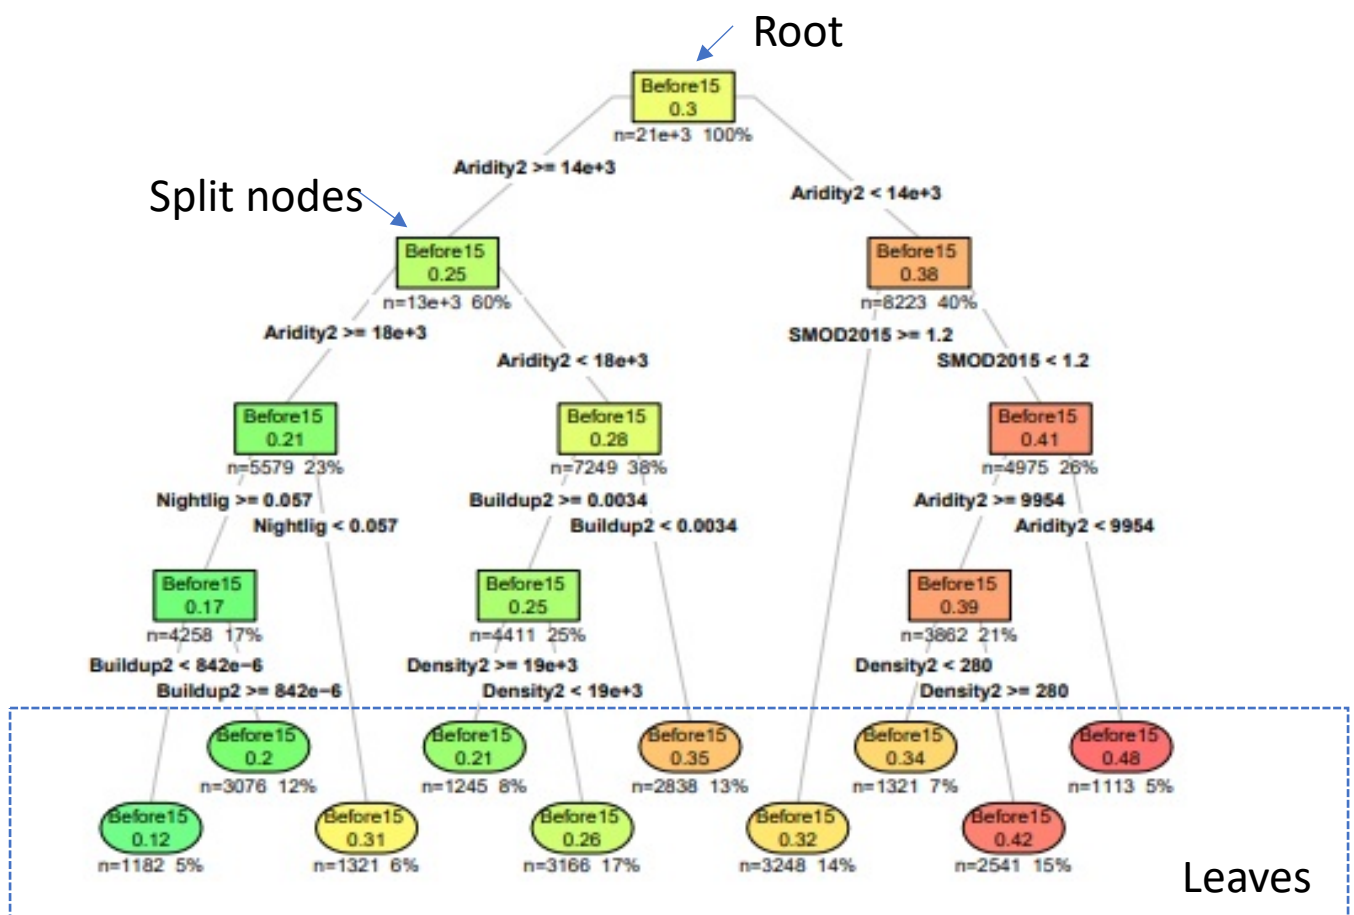 Root
Before15
0.3
n=21e+3 100%
Aridity2 >= 14e+3
Aridity2 < 14e+3
Split nodes
Before15
0.25
n=13e+3 60%
Before15
0.38
n=8223 40%
Aridity2 >= 18e+3
Aridity2 < 18e+3
SMOD2015 >= 1.2
SMOD2015 < 1.2
Before15
0.21
n=5579 23%
Before15
0.28
n=7249 38%
Before15
0.41
n=4975 26%
Nightlig >= 0.057
Nightlig < 0.057
Buildup2 >= 0.0034
Buildup2 < 0.0034
Aridity2 >= 9954
Aridity2 < 9954
Before15
0.17
n=4258 17%
Before15
0.25
n=4411 25%
Before15
0.39
n=3862 21%
Buildup2 < 842e−6
Buildup2 >= 842e−6
Density2 >= 19e+3
Density2 < 19e+3
Density2 < 280
Density2 >= 280
Before15
0.2
n=3076 12%
Before15
0.21
n=1245 8%
Before15
0.35
n=2838 13%
Before15
0.34
n=1321 7%
Before15
0.48
n=1113 5%
Before15
0.12
n=1182 5%
Before15
0.31
n=1321 6%
Before15
0.26
n=3166 17%
Before15
0.32
n=3248 14%
Before15
0.42
n=2541 15%
Leaves